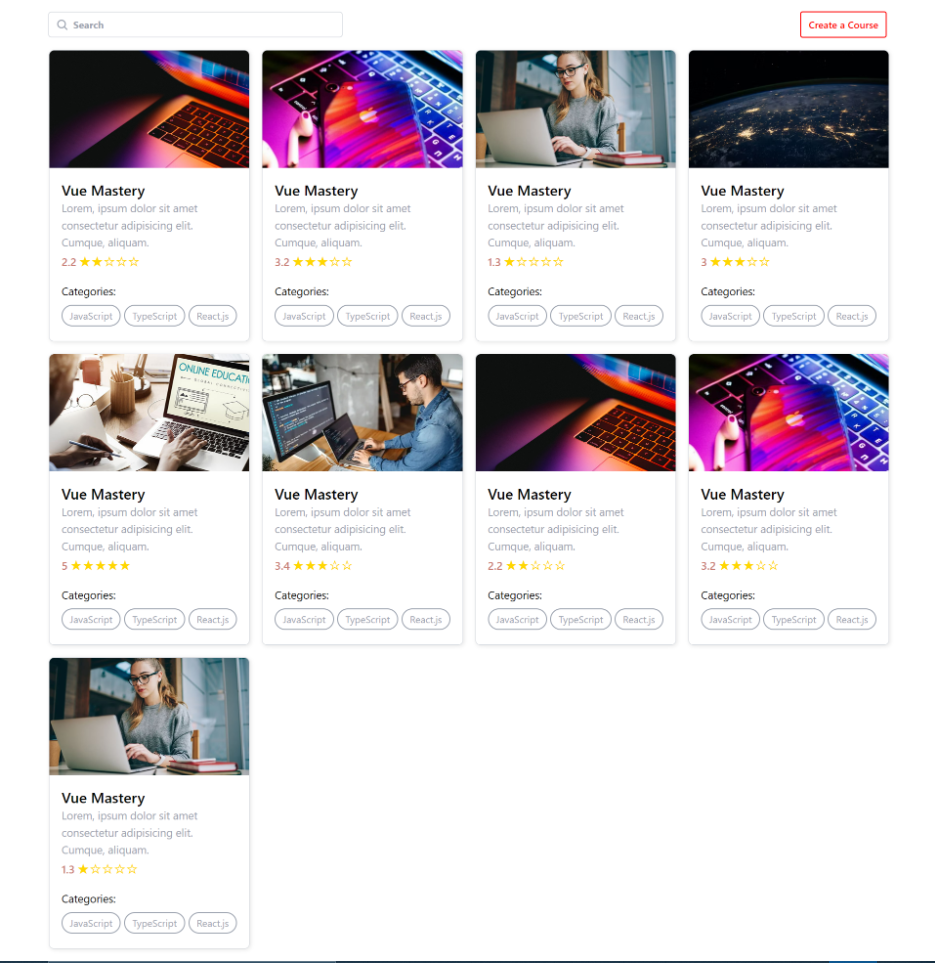 Search
Create a Course
Vue Mastery
Lorem, ipsum dolor sit amet
consectetur adipisicing elit.
Cumque, aliquam.
2.2 ★★☆☆☆
Categories:
JavaScript TypeScript React.js
Vue Mastery
Lorem, ipsum dolor sit amet
consectetur adipisicing elit.
Cumque, aliquam.
3.2 ★★★☆☆
Categories:
JavaScript TypeScript React.js
Vue Mastery
Lorem, ipsum dolor sit amet
consectetur adipisicing elit.
Cumque, aliquam.
1.3 ★☆☆☆☆
Categories:
JavaScript TypeScript React.js
Vue Mastery
Lorem, ipsum dolor sit amet
consectetur adipisicing elit.
Cumque, aliquam.
3 ★★★☆☆
Categories:
JavaScript TypeScript React.js
ONLINE EDUCATI
Vue Mastery
Lorem, ipsum dolor sit amet
consectetur adipisicing elit.
Cumque, aliquam.
5 ★★★★★
Categories:
JavaScript TypeScript React.js
Vue Mastery
Lorem, ipsum dolor sit amet
consectetur adipisicing elit.
Cumque, aliquam.
3.4 ★★★☆☆
Categories:
JavaScript TypeScript React.js
Vue Mastery
Lorem, ipsum dolor sit amet
consectetur adipisicing elit.
Cumque, aliquam.
2.2 ★★☆☆☆
Categories:
JavaScript TypeScript React.js
Vue Mastery
Lorem, ipsum dolor sit amet
consectetur adipisicing elit.
Cumque, aliquam.
3.2 ★★★☆☆
Categories:
JavaScript TypeScript React.js
Vue Mastery
Lorem, ipsum dolor sit amet
consectetur adipisicing elit.
Cumque, aliquam.
1.3 ★☆☆☆☆
Categories:
JavaScript TypeScript React.js